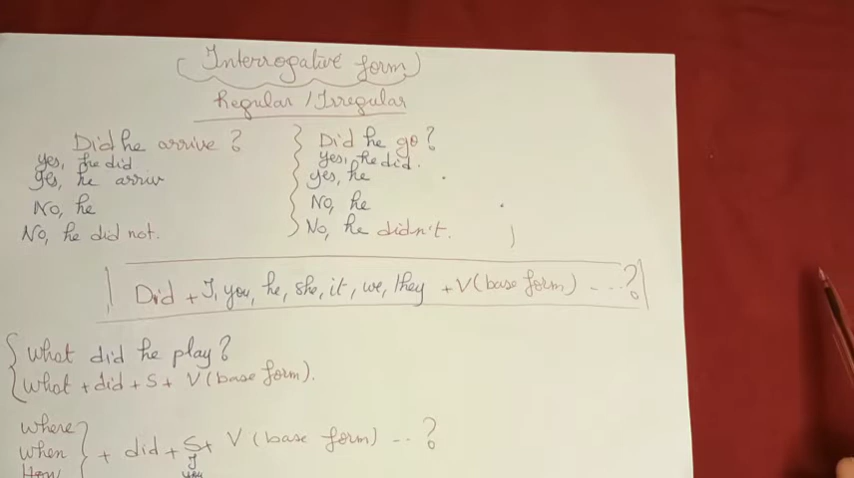 Interrogative form
Regular / Irregular
Did he arrive ?
yes, he did
yes, he arriv
No, he
No, he did not.
Did he go ?
yes, he did.
yes, he
No, he
No, he didn't.
Did + I, you, he, she, it, we, they + V (base form) ....?
what did he play?
what + did + S + V (base form).
where
when
How
+ did + S + V (base form) ... ?
I
you